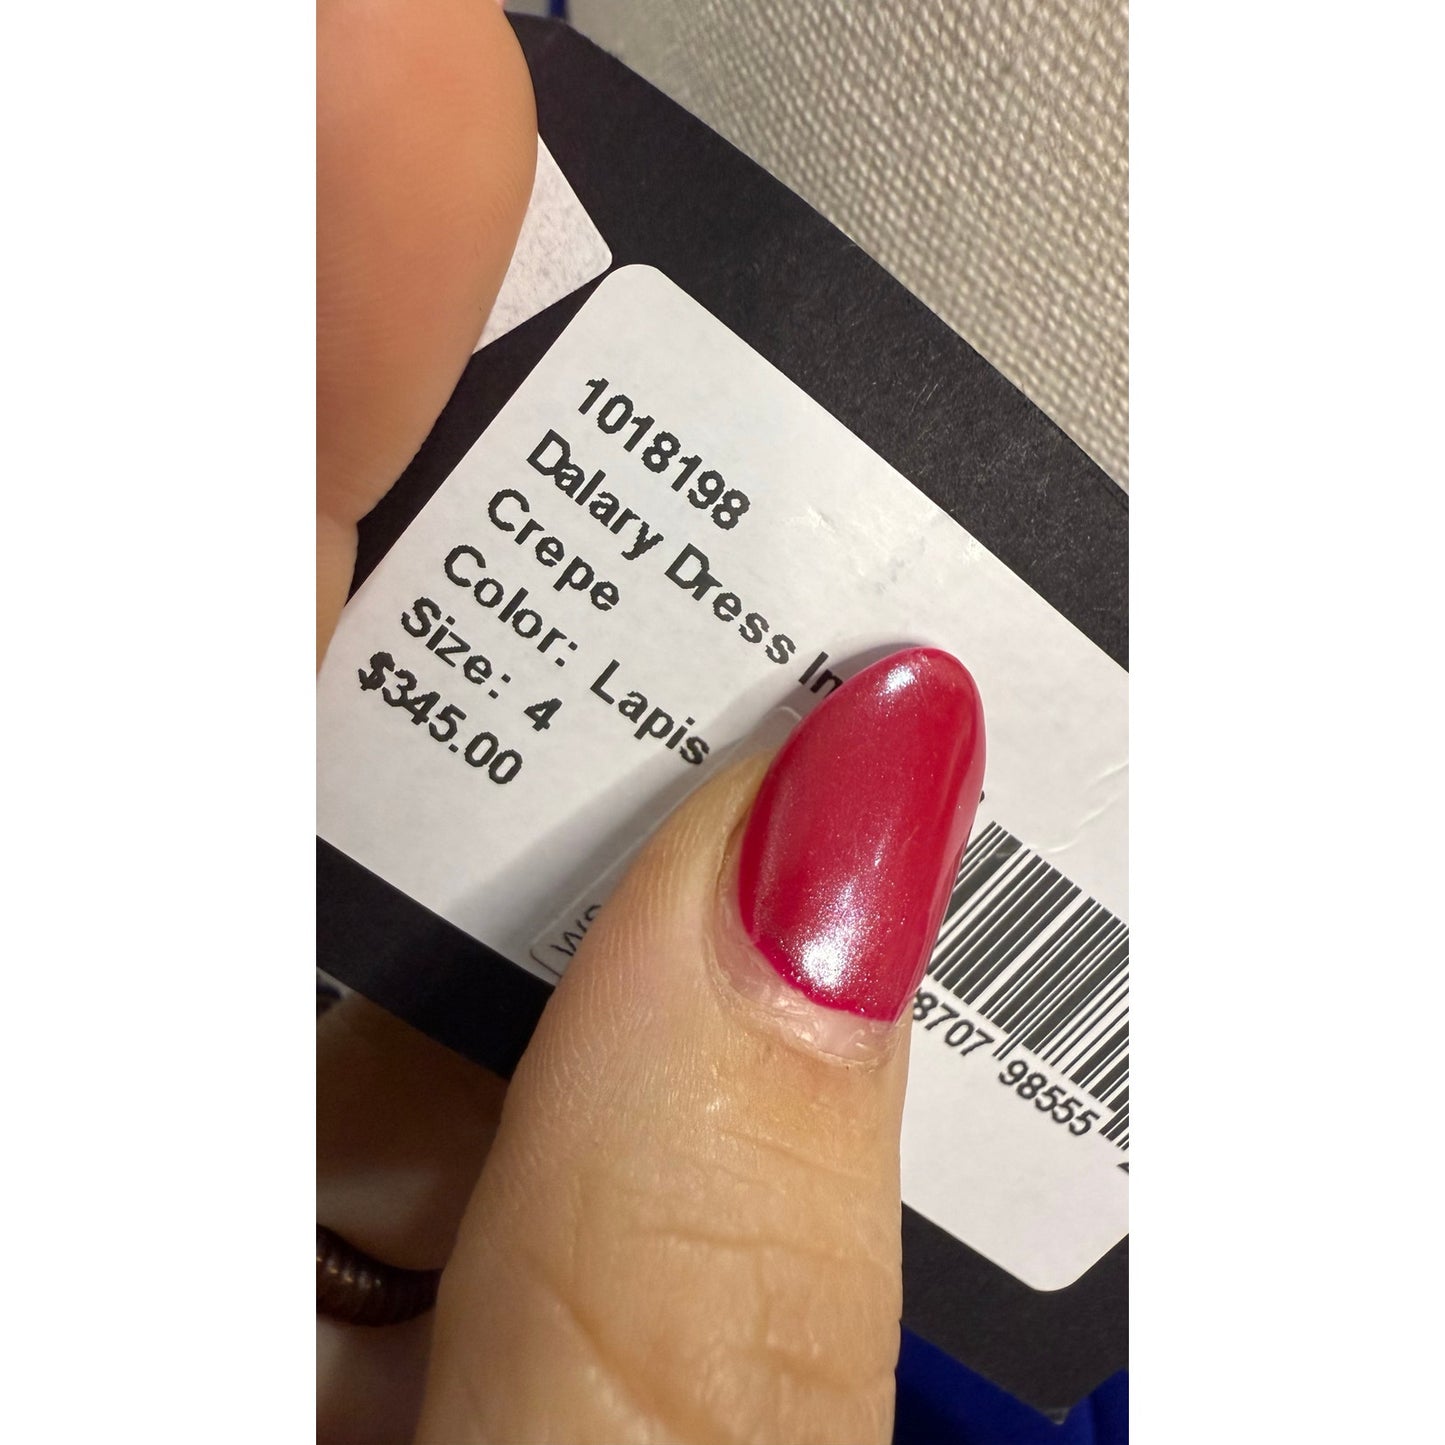 1018198
Dalary Dress In
Crepe
Color: Lapis
Size: 4
$345.00
8707 98555